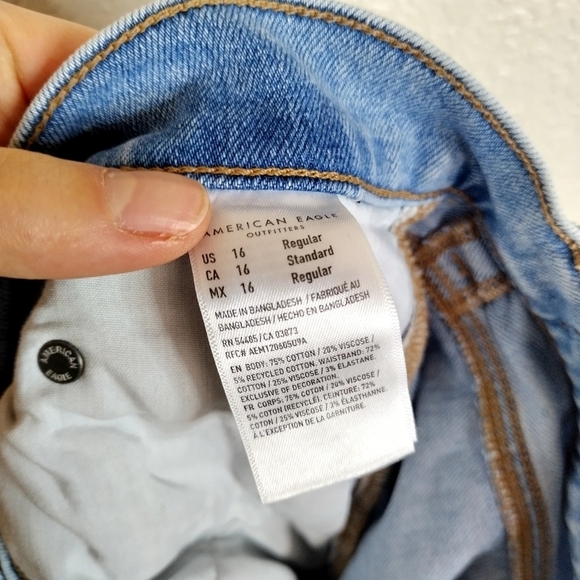 AMERICAN EAGLE
OUTFITTERS
US 16 Regular
CA 16 Standard
MX 16 Regular
MADE IN BANGLADESH / FABRIQUÉ AU
BANGLADESH / HECHO EN BANGLADESH
RN 54485/CA 03873
RFC# AEM120605U9A
EN BODY: 75% COTTON / 20% VISCOSE /
5% RECYCLED COTTON. WAISTBAND: 72%
COTTON / 25% VISCOSE / 3% ELASTANE.
EXCLUSIVE OF DECORATION.
FR CORPS: 75% COTON / 20% VISCOSE /
5% COTON (RECYCLÉ). CEINTURE: 72%
COTON / 25% VISCOSE / 3% ÉLASTHANNE.
À L'EXCEPTION DE LA GARNITURE.
AMERICAN
EAGLE